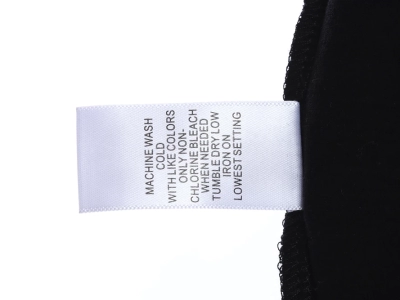 MACHINE WASH
COLD
WITH LIKE COLORS
ONLY NON-
CHLORINE BLEACH
WHEN NEEDED
TUMBLE DRY LOW
IRON ON
LOWEST SETTING